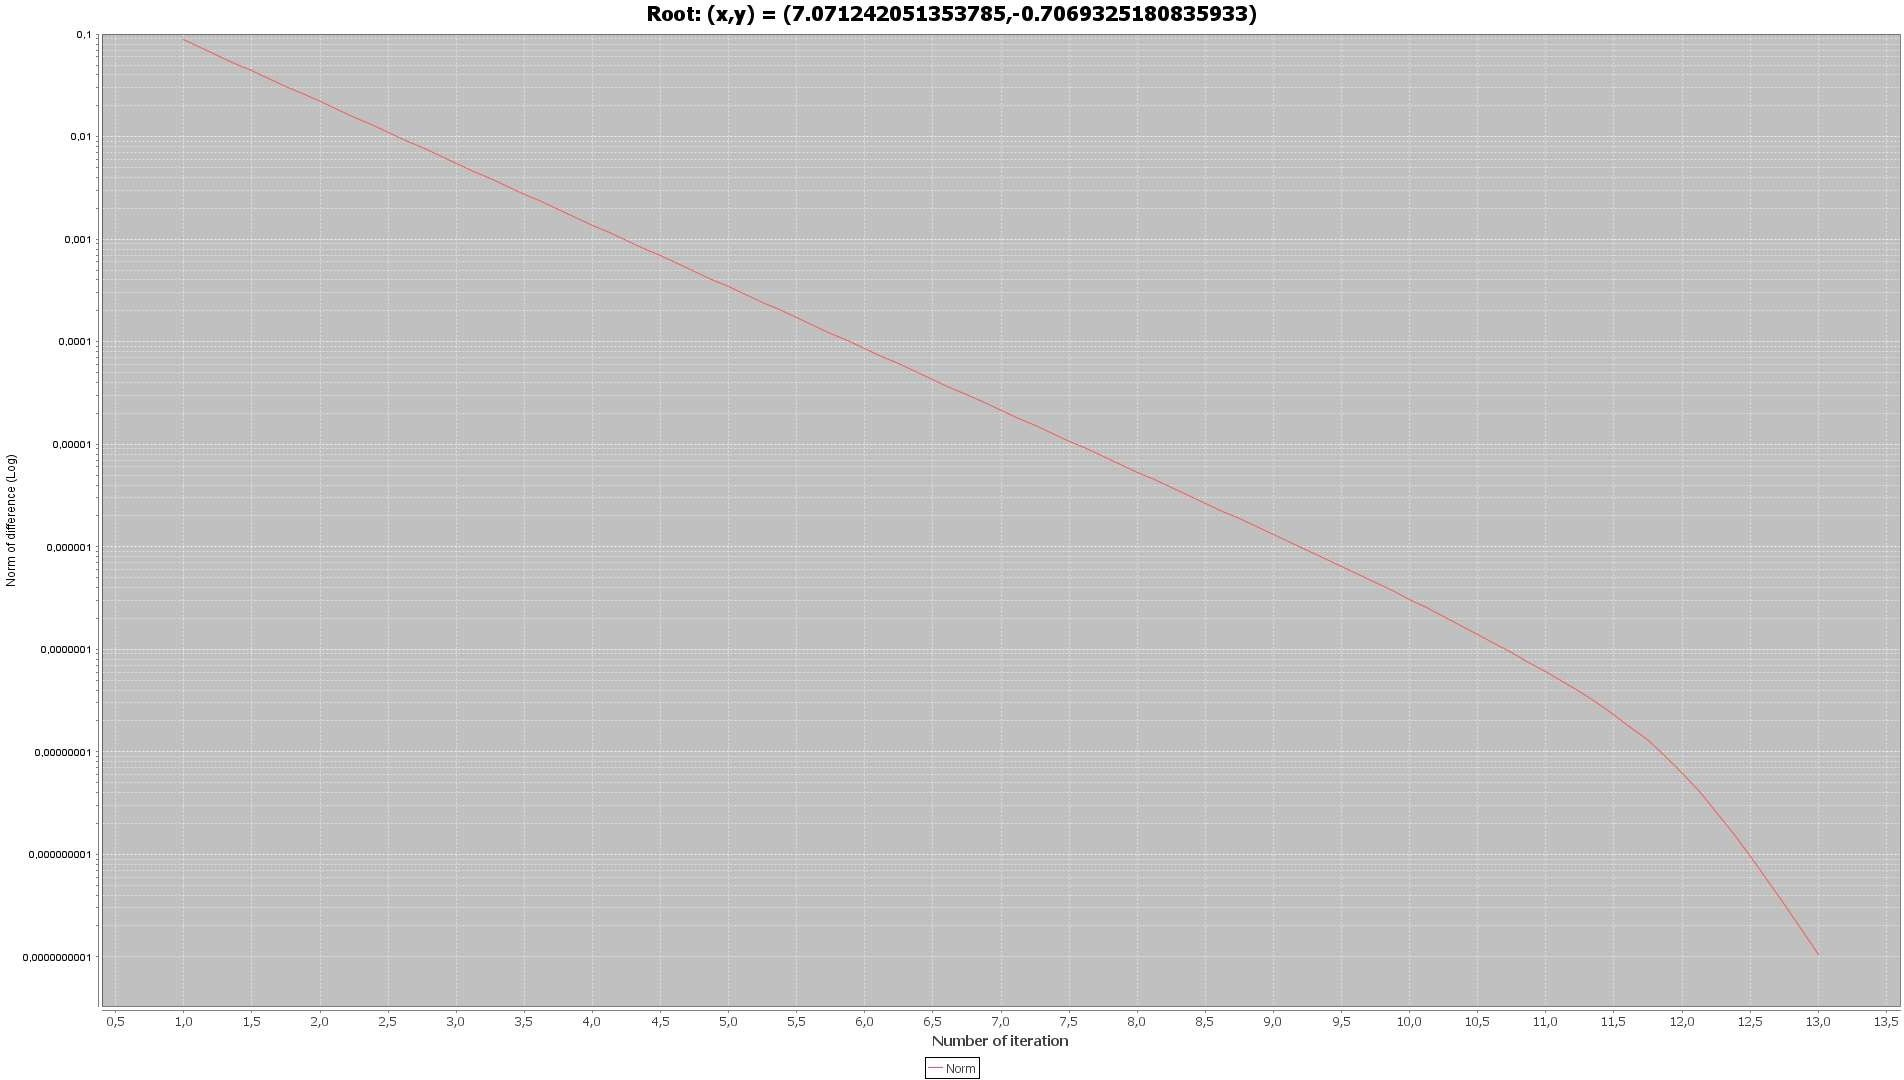 Root: (x,y) = (7.071242051353785,-0.7069325180835933)
0,1
0,01
0,001
0,0001
0,00001
0,000001
0,0000001
0,00000001
0,000000001
0,0000000001
Norm of difference (Log)
0,5 1,0 1,5 2,0 2,5 3,0 3,5 4,0 4,5 5,0 5,5 6,0 6,5 7,0 7,5 8,0 8,5 9,0 9,5 10,0 10,5 11,0 11,5 12,0 12,5 13,0 13,5
Number of iteration
Norm